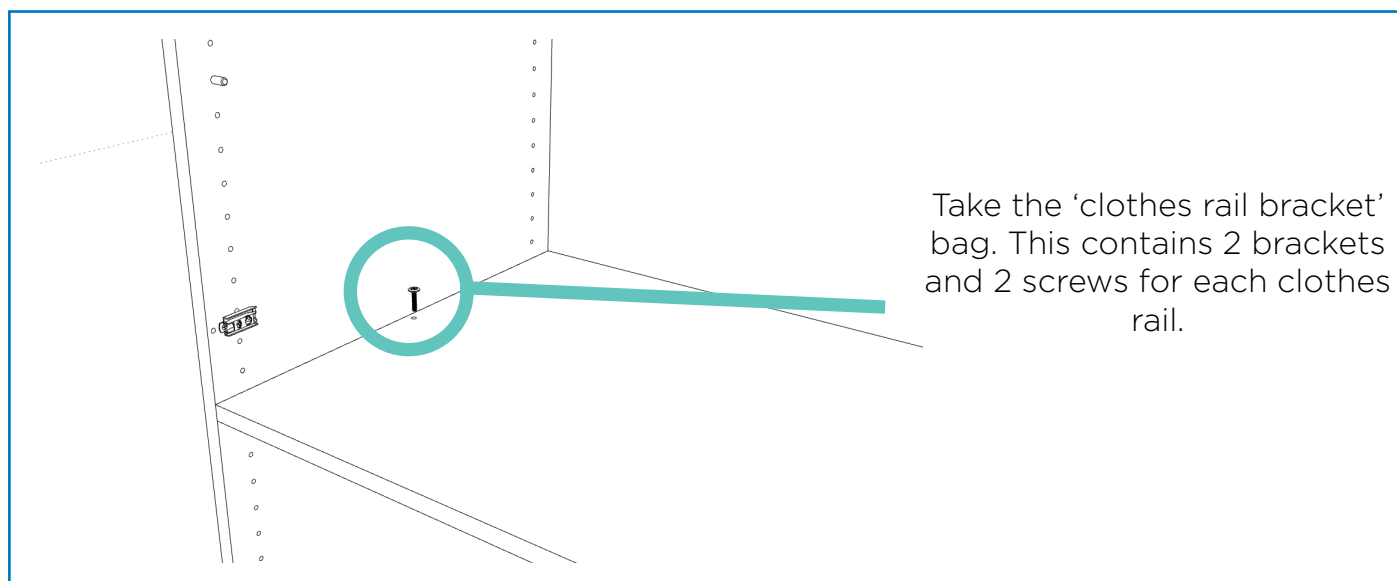 Take the ‘clothes rail bracket’
bag. This contains 2 brackets
and 2 screws for each clothes
rail.